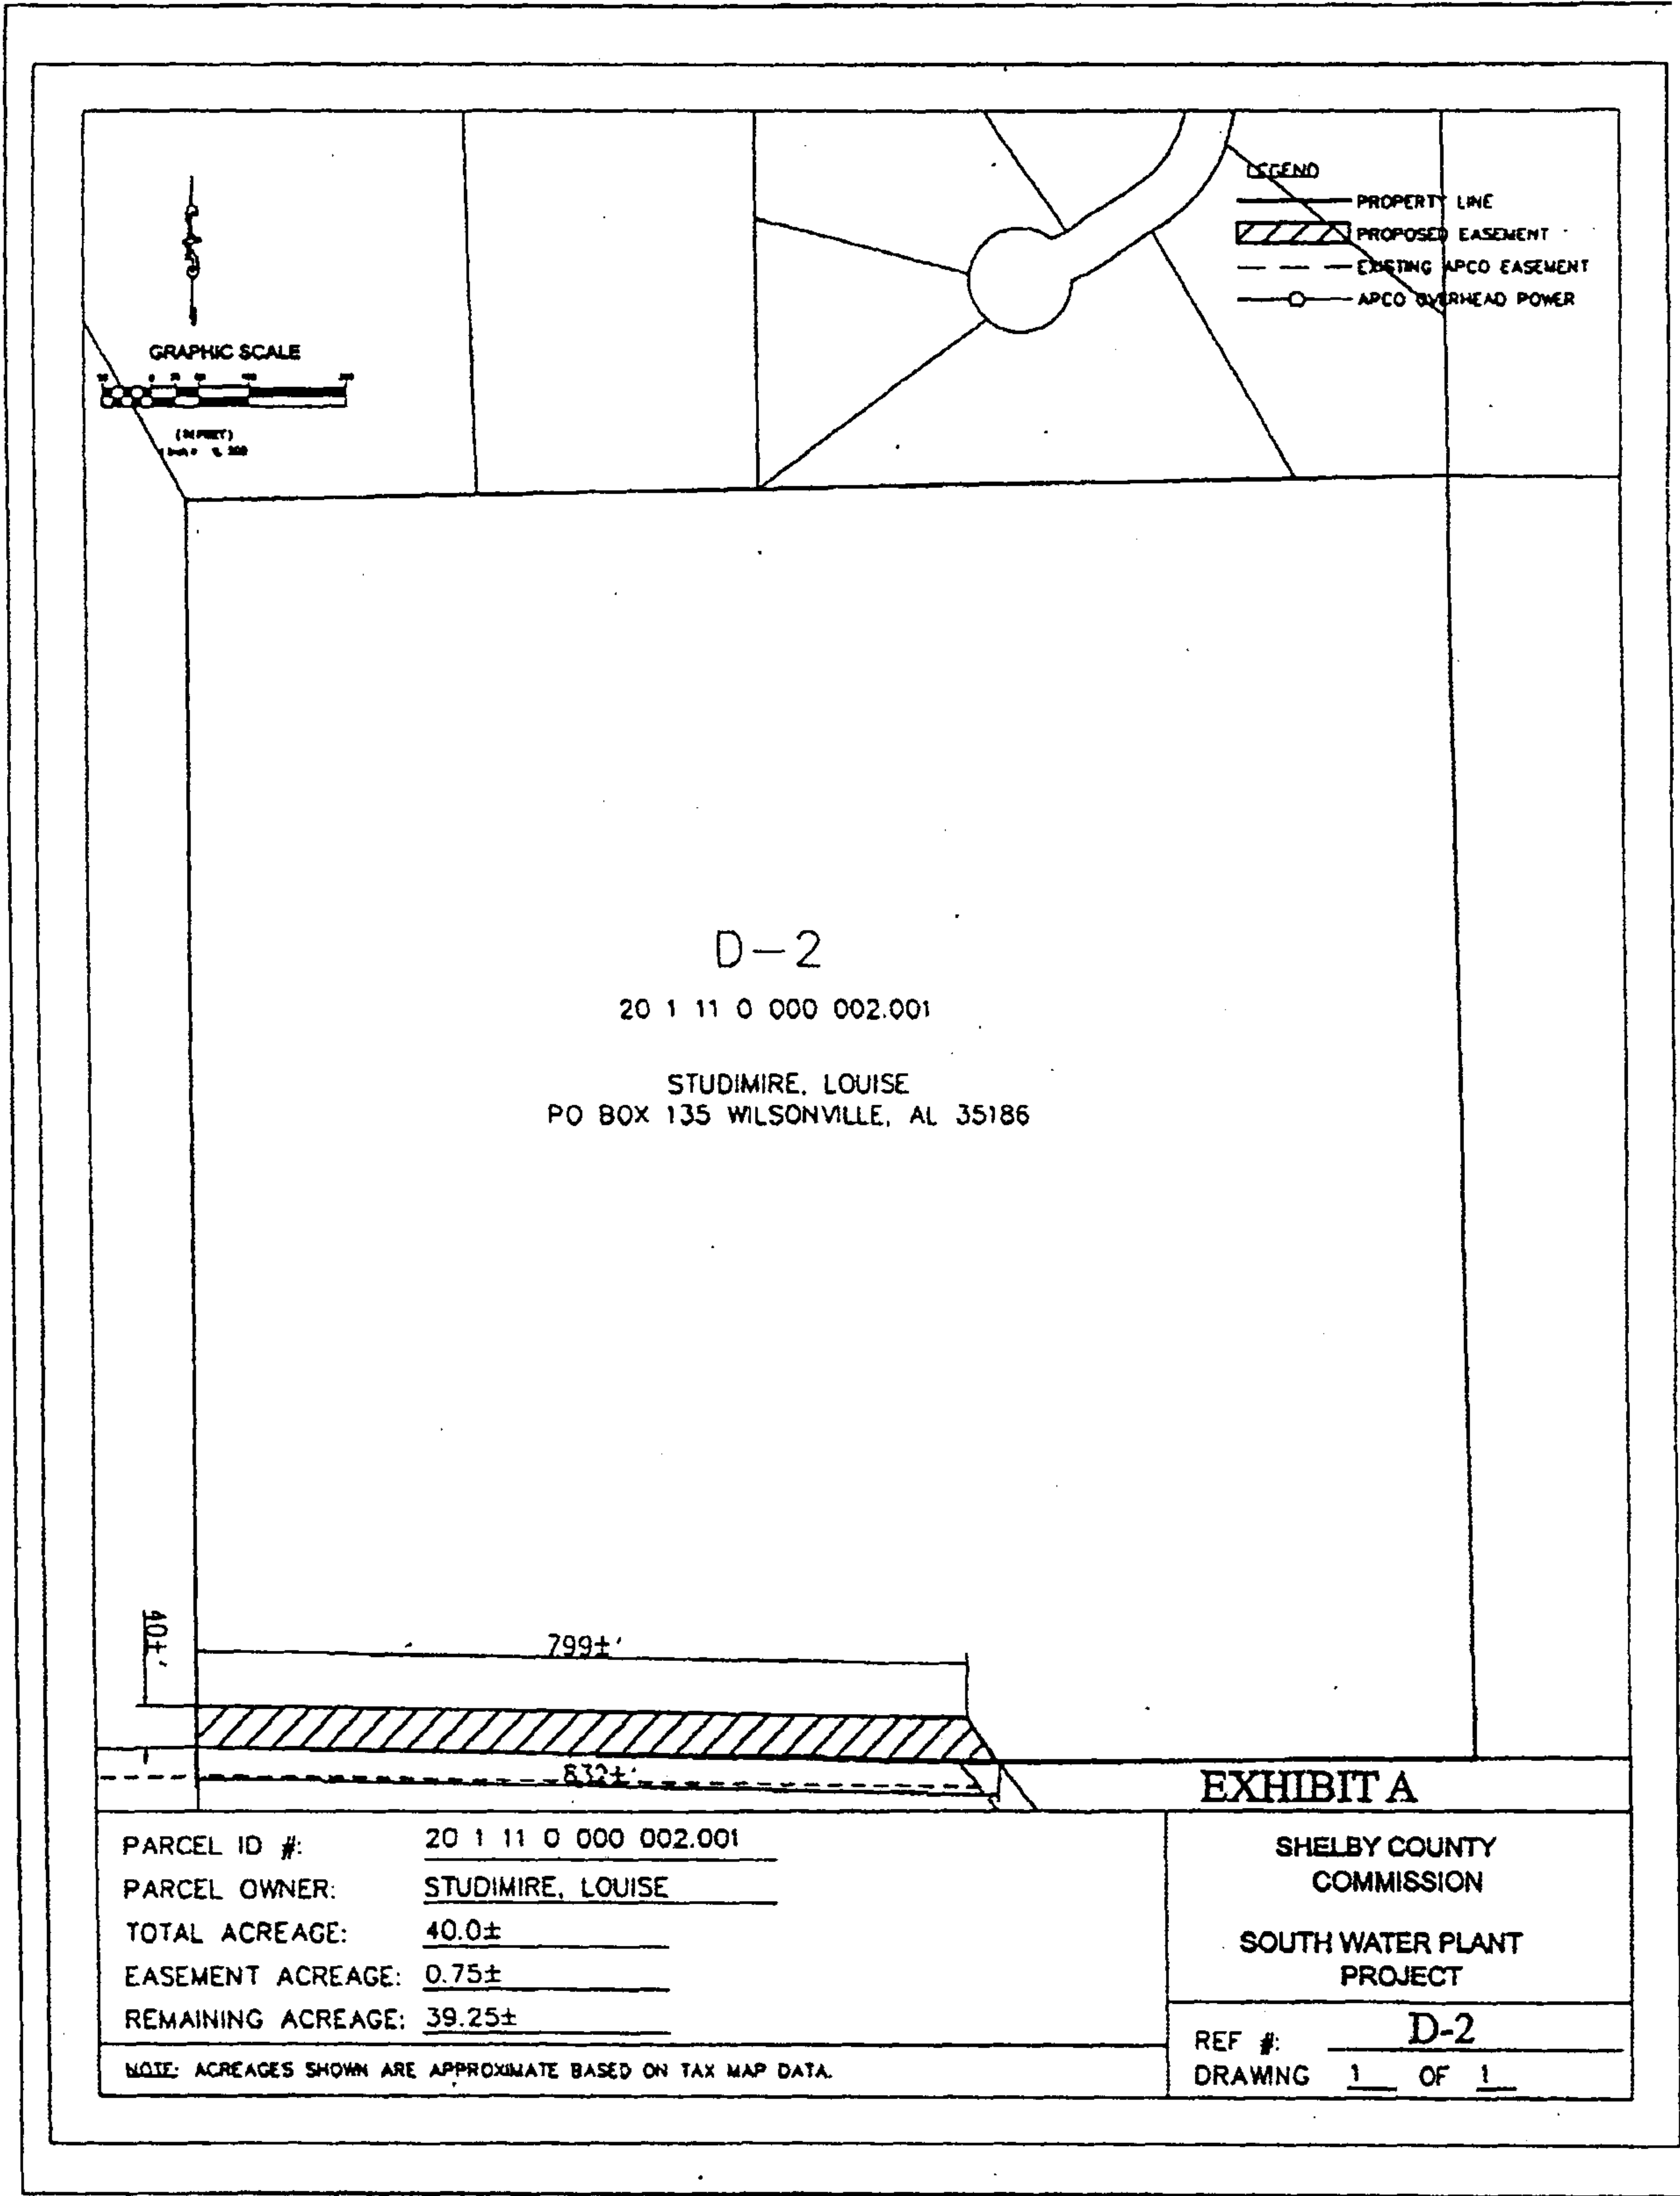 LEGEND
PROPERTY LINE
PROPOSED EASEMENT
EXISTING APCO EASEMENT
APCO OVERHEAD POWER
GRAPHIC SCALE
D-2
20 1 11 0 000 002.001
STUDIMIRE, LOUISE
PO BOX 135 WILSONVILLE, AL 35186
40±'
799±'
832±'
EXHIBIT A
PARCEL ID #: 20 1 11 0 000 002.001
PARCEL OWNER: STUDIMIRE, LOUISE
TOTAL ACREAGE: 40.0±
EASEMENT ACREAGE: 0.75±
REMAINING ACREAGE: 39.25±
NOTE: ACREAGES SHOWN ARE APPROXIMATE BASED ON TAX MAP DATA.
SHELBY COUNTY
COMMISSION
SOUTH WATER PLANT
PROJECT
REF #: D-2
DRAWING 1 OF 1